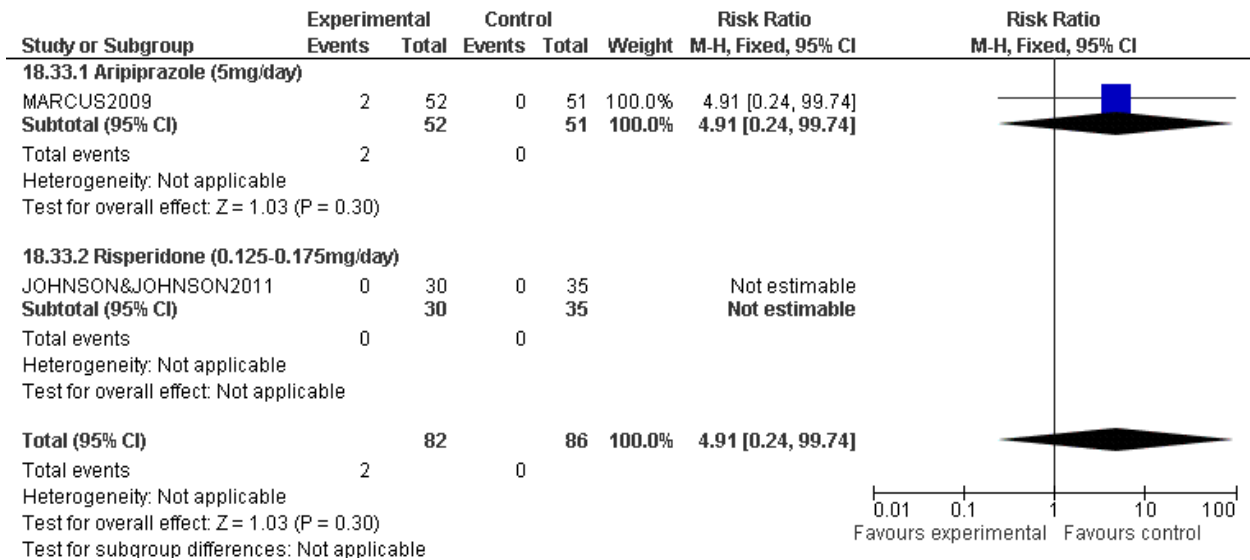 Experimental Control Risk Ratio Risk Ratio
Study or Subgroup Events Total Events Total Weight M-H, Fixed, 95% CI M-H, Fixed, 95% CI
18.33.1 Aripiprazole (5mg/day)
MARCUS2009 2 52 0 51 100.0% 4.91 [0.24, 99.74]
Subtotal (95% CI) 52 51 100.0% 4.91 [0.24, 99.74]
Total events 2 0
Heterogeneity: Not applicable
Test for overall effect: Z = 1.03 (P = 0.30)
18.33.2 Risperidone (0.125-0.175mg/day)
JOHNSON&JOHNSON2011 0 30 0 35 Not estimable
Subtotal (95% CI) 30 35 Not estimable
Total events 0 0
Heterogeneity: Not applicable
Test for overall effect: Not applicable
Total (95% CI) 82 86 100.0% 4.91 [0.24, 99.74]
Total events 2 0
Heterogeneity: Not applicable
Test for overall effect: Z = 1.03 (P = 0.30)
Test for subgroup differences: Not applicable
0.01 0.1 1 10 100
Favours experimental Favours control